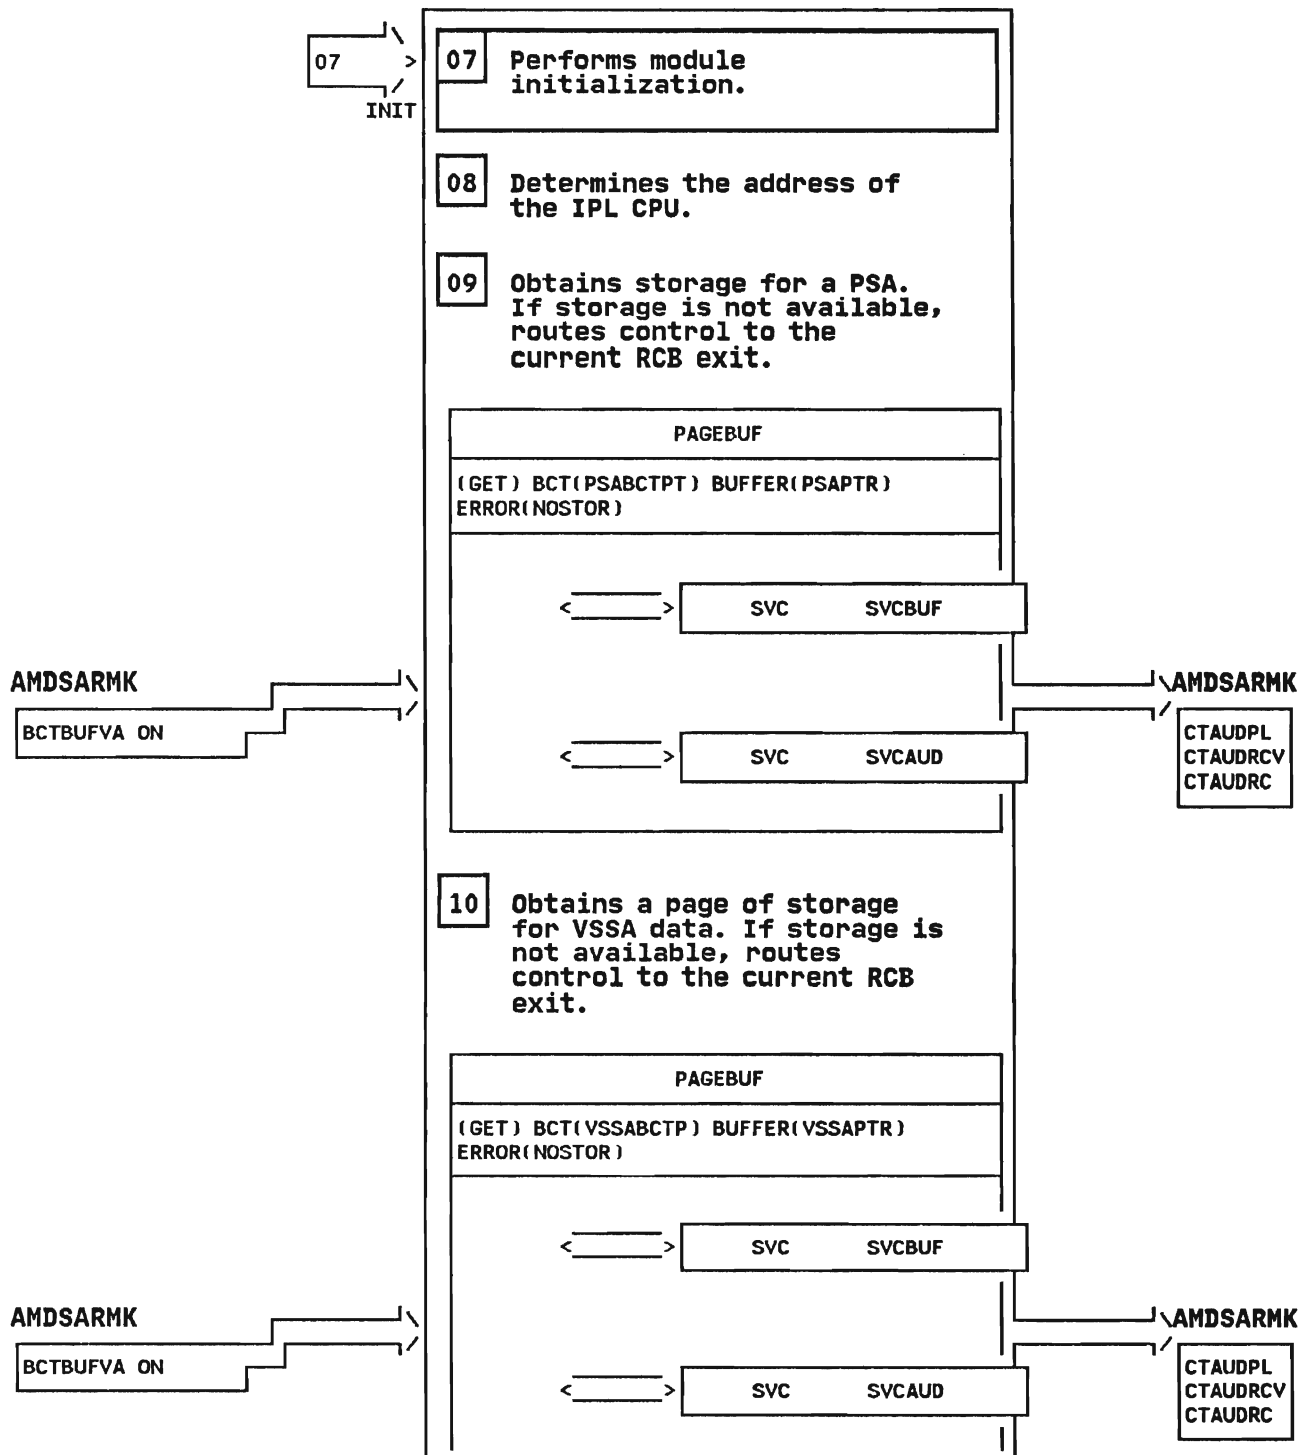 07
INIT
07 Performs module
initialization.
08 Determines the address of
the IPL CPU.
09 Obtains storage for a PSA.
If storage is not available,
routes control to the
current RCB exit.
PAGEBUF
(GET) BCT(PSABCTPT) BUFFER(PSAPTR)
ERROR(NOSTOR)
SVC SVCBUF
AMDSARMK
BCTBUFVA ON
SVC SVCAUD
AMDSARMK
CTAUDPL
CTAUDRCV
CTAUDRC
10 Obtains a page of storage
for VSSA data. If storage is
not available, routes
control to the current RCB
exit.
PAGEBUF
(GET) BCT(VSSABCTP) BUFFER(VSSAPTR)
ERROR(NOSTOR)
SVC SVCBUF
AMDSARMK
BCTBUFVA ON
SVC SVCAUD
AMDSARMK
CTAUDPL
CTAUDRCV
CTAUDRC